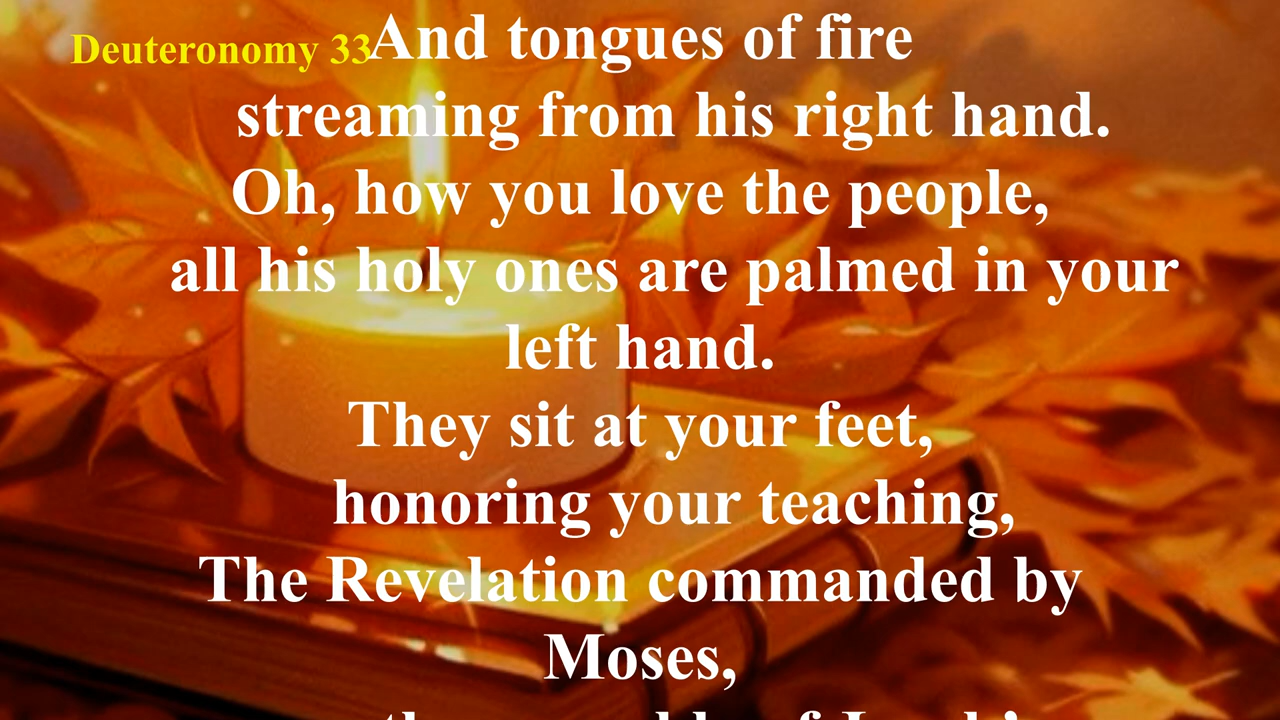 Deuteronomy 33
And tongues of fire
streaming from his right hand.
Oh, how you love the people,
all his holy ones are palmed in your
left hand.
They sit at your feet,
honoring your teaching,
The Revelation commanded by
Moses,